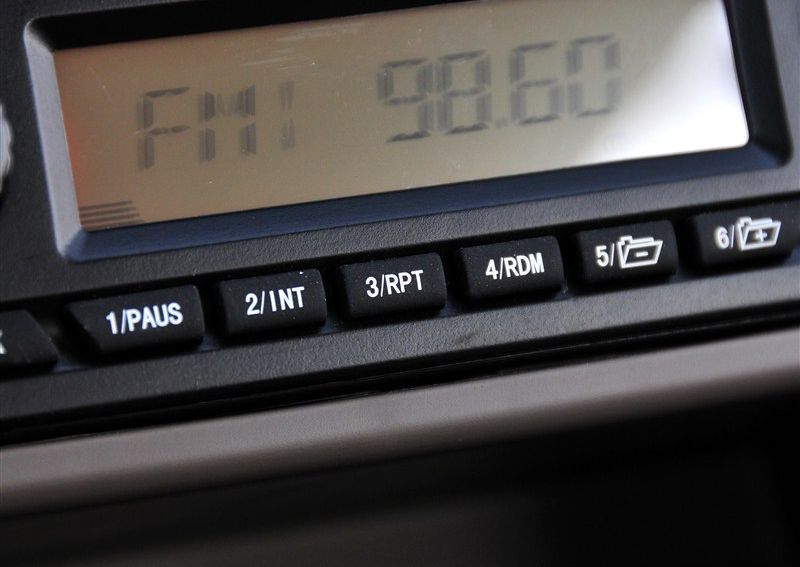 FM1 98.60
1/PAUS 2/INT 3/RPT 4/RDM 5/- 6/+